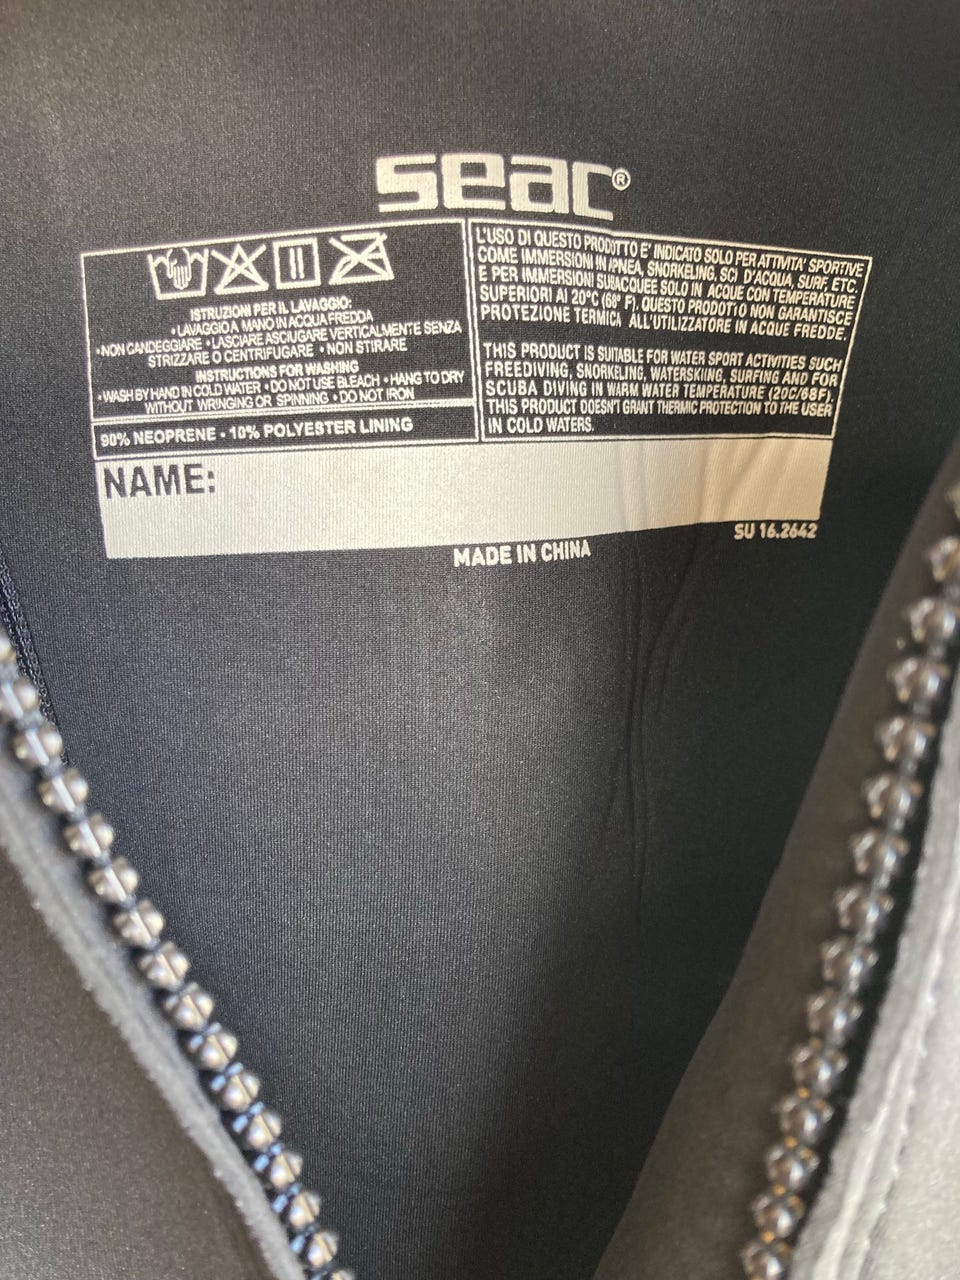 seac®
ISTRUZIONI PER IL LAVAGGIO:
• LAVAGGIO A MANO IN ACQUA FREDDA
• NON CANDEGGIARE • LASCIARE ASCIUGARE VERTICALMENTE SENZA
STRIZZARE O CENTRIFUGARE • NON STIRARE
INSTRUCTIONS FOR WASHING
• WASH BY HAND IN COLD WATER • DO NOT USE BLEACH • HANG TO DRY
WITHOUT WRINGING OR SPINNING • DO NOT IRON
90% NEOPRENE • 10% POLYESTER LINING
L'USO DI QUESTO PRODOTTO E' INDICATO SOLO PER ATTIVITA' SPORTIVE
COME IMMERSIONI IN APNEA, SNORKELING, SCI D'ACQUA, SURF, ETC.
E PER IMMERSIONI SUBACQUEE SOLO IN ACQUE CON TEMPERATURE
SUPERIORI AI 20°C (68° F). QUESTO PRODOTTO NON GARANTISCE
PROTEZIONE TERMICA ALL'UTILIZZATORE IN ACQUE FREDDE.
THIS PRODUCT IS SUITABLE FOR WATER SPORT ACTIVITIES SUCH
FREEDIVING, SNORKELING, WATERSKIING, SURFING AND FOR
SCUBA DIVING IN WARM WATER TEMPERATURE (20C/68F).
THIS PRODUCT DOESN'T GRANT THERMIC PROTECTION TO THE USER
IN COLD WATERS.
NAME:
SU 16.2642
MADE IN CHINA